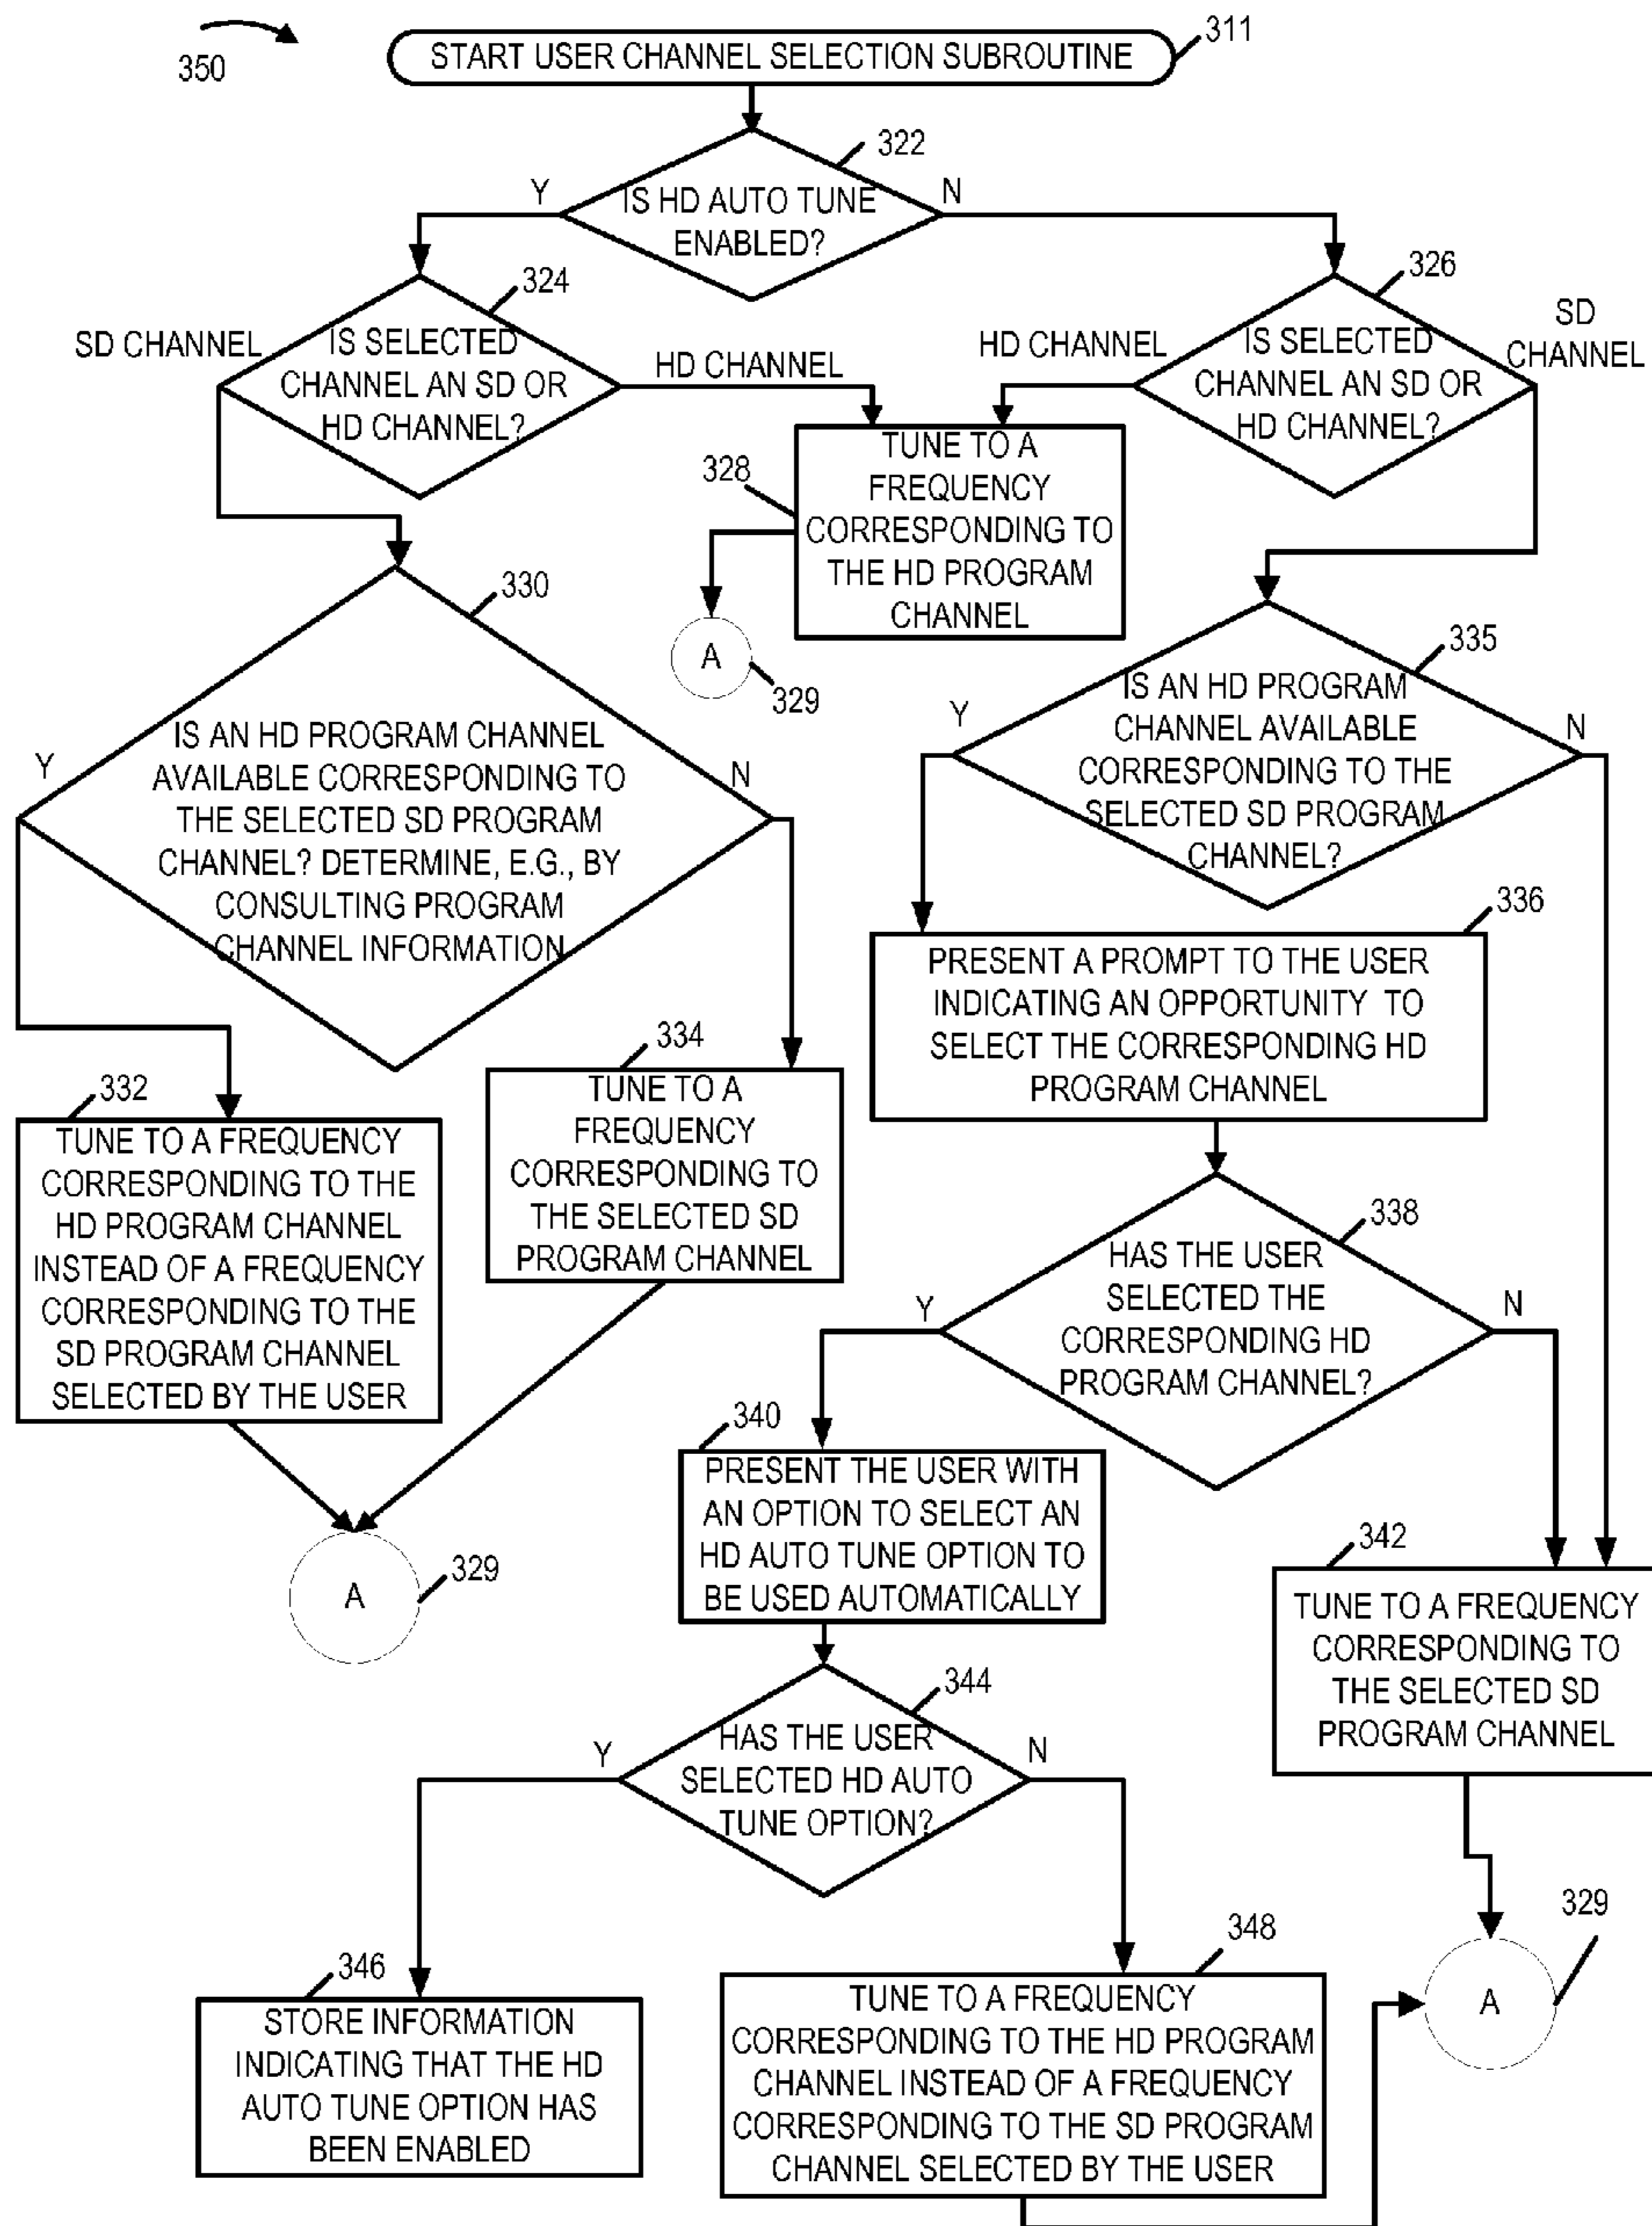 350
START USER CHANNEL SELECTION SUBROUTINE
311
322
IS HD AUTO TUNE
ENABLED?
Y
N
324
SD CHANNEL
IS SELECTED
CHANNEL AN SD OR
HD CHANNEL?
HD CHANNEL
326
HD CHANNEL
IS SELECTED
CHANNEL AN SD OR
HD CHANNEL?
SD
CHANNEL
328
TUNE TO A
FREQUENCY
CORRESPONDING TO
THE HD PROGRAM
CHANNEL
A
329
330
Y
IS AN HD PROGRAM CHANNEL
AVAILABLE CORRESPONDING TO
THE SELECTED SD PROGRAM
CHANNEL? DETERMINE, E.G., BY
CONSULTING PROGRAM
CHANNEL INFORMATION
N
335
Y
IS AN HD PROGRAM
CHANNEL AVAILABLE
CORRESPONDING TO THE
SELECTED SD PROGRAM
CHANNEL?
N
336
PRESENT A PROMPT TO THE USER
INDICATING AN OPPORTUNITY TO
SELECT THE CORRESPONDING HD
PROGRAM CHANNEL
332
TUNE TO A FREQUENCY
CORRESPONDING TO THE
HD PROGRAM CHANNEL
INSTEAD OF A FREQUENCY
CORRESPONDING TO THE
SD PROGRAM CHANNEL
SELECTED BY THE USER
334
TUNE TO A
FREQUENCY
CORRESPONDING TO
THE SELECTED SD
PROGRAM CHANNEL
A
329
338
Y
HAS THE USER
SELECTED THE
CORRESPONDING HD
PROGRAM CHANNEL?
N
340
PRESENT THE USER WITH
AN OPTION TO SELECT AN
HD AUTO TUNE OPTION TO
BE USED AUTOMATICALLY
342
TUNE TO A FREQUENCY
CORRESPONDING TO
THE SELECTED SD
PROGRAM CHANNEL
344
Y
HAS THE USER
SELECTED HD AUTO
TUNE OPTION?
N
346
STORE INFORMATION
INDICATING THAT THE HD
AUTO TUNE OPTION HAS
BEEN ENABLED
348
TUNE TO A FREQUENCY
CORRESPONDING TO THE HD PROGRAM
CHANNEL INSTEAD OF A FREQUENCY
CORRESPONDING TO THE SD PROGRAM
CHANNEL SELECTED BY THE USER
329
A